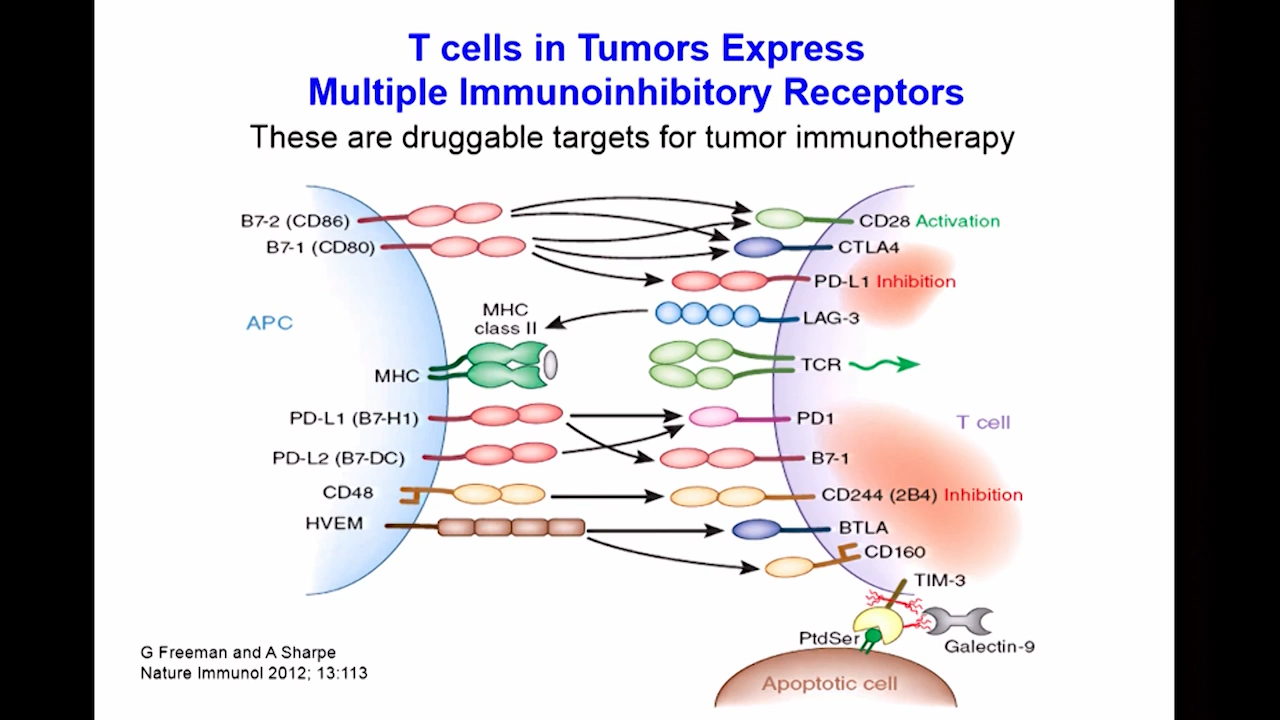 T cells in Tumors Express
Multiple Immunoinhibitory Receptors
These are druggable targets for tumor immunotherapy
B7-2 (CD86)
CD28 Activation
B7-1 (CD80)
CTLA4
PD-L1 Inhibition
MHC
class II
LAG-3
APC
MHC
TCR
PD-L1 (B7-H1)
PD1
T cell
PD-L2 (B7-DC)
B7-1
CD48
CD244 (2B4) Inhibition
HVEM
BTLA
CD160
TIM-3
PtdSer
Galectin-9
G Freeman and A Sharpe
Nature Immunol 2012; 13:113
Apoptotic cell